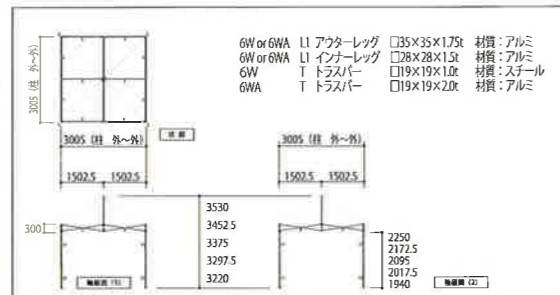 6W or 6WA L1 アウターレッグ □35×35×1.75t 材質：アルミ
6W or 6WA L1 インナーレッグ □28×28×1.5t 材質：アルミ
6W T トラスバー □19×19×1.0t 材質：スチール
6WA T トラスバー □19×19×2.0t 材質：アルミ
3005 (柱 外〜外)
3005 (柱 外〜外)
1502.5 1502.5
3005 (柱 外〜外)
1502.5 1502.5
300
3530
3452.5
3375
3297.5
3220
2250
2172.5
2095
2017.5
1940